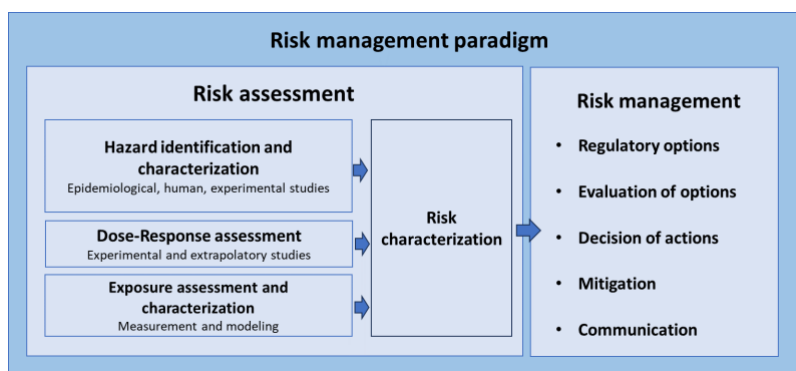 Risk management paradigm
Risk assessment
Hazard identification and
characterization
Epidemiological, human, experimental studies
Dose-Response assessment
Experimental and extrapolatory studies
Exposure assessment and
characterization
Measurement and modeling
Risk
characterization
Risk management
• Regulatory options
• Evaluation of options
• Decision of actions
• Mitigation
• Communication